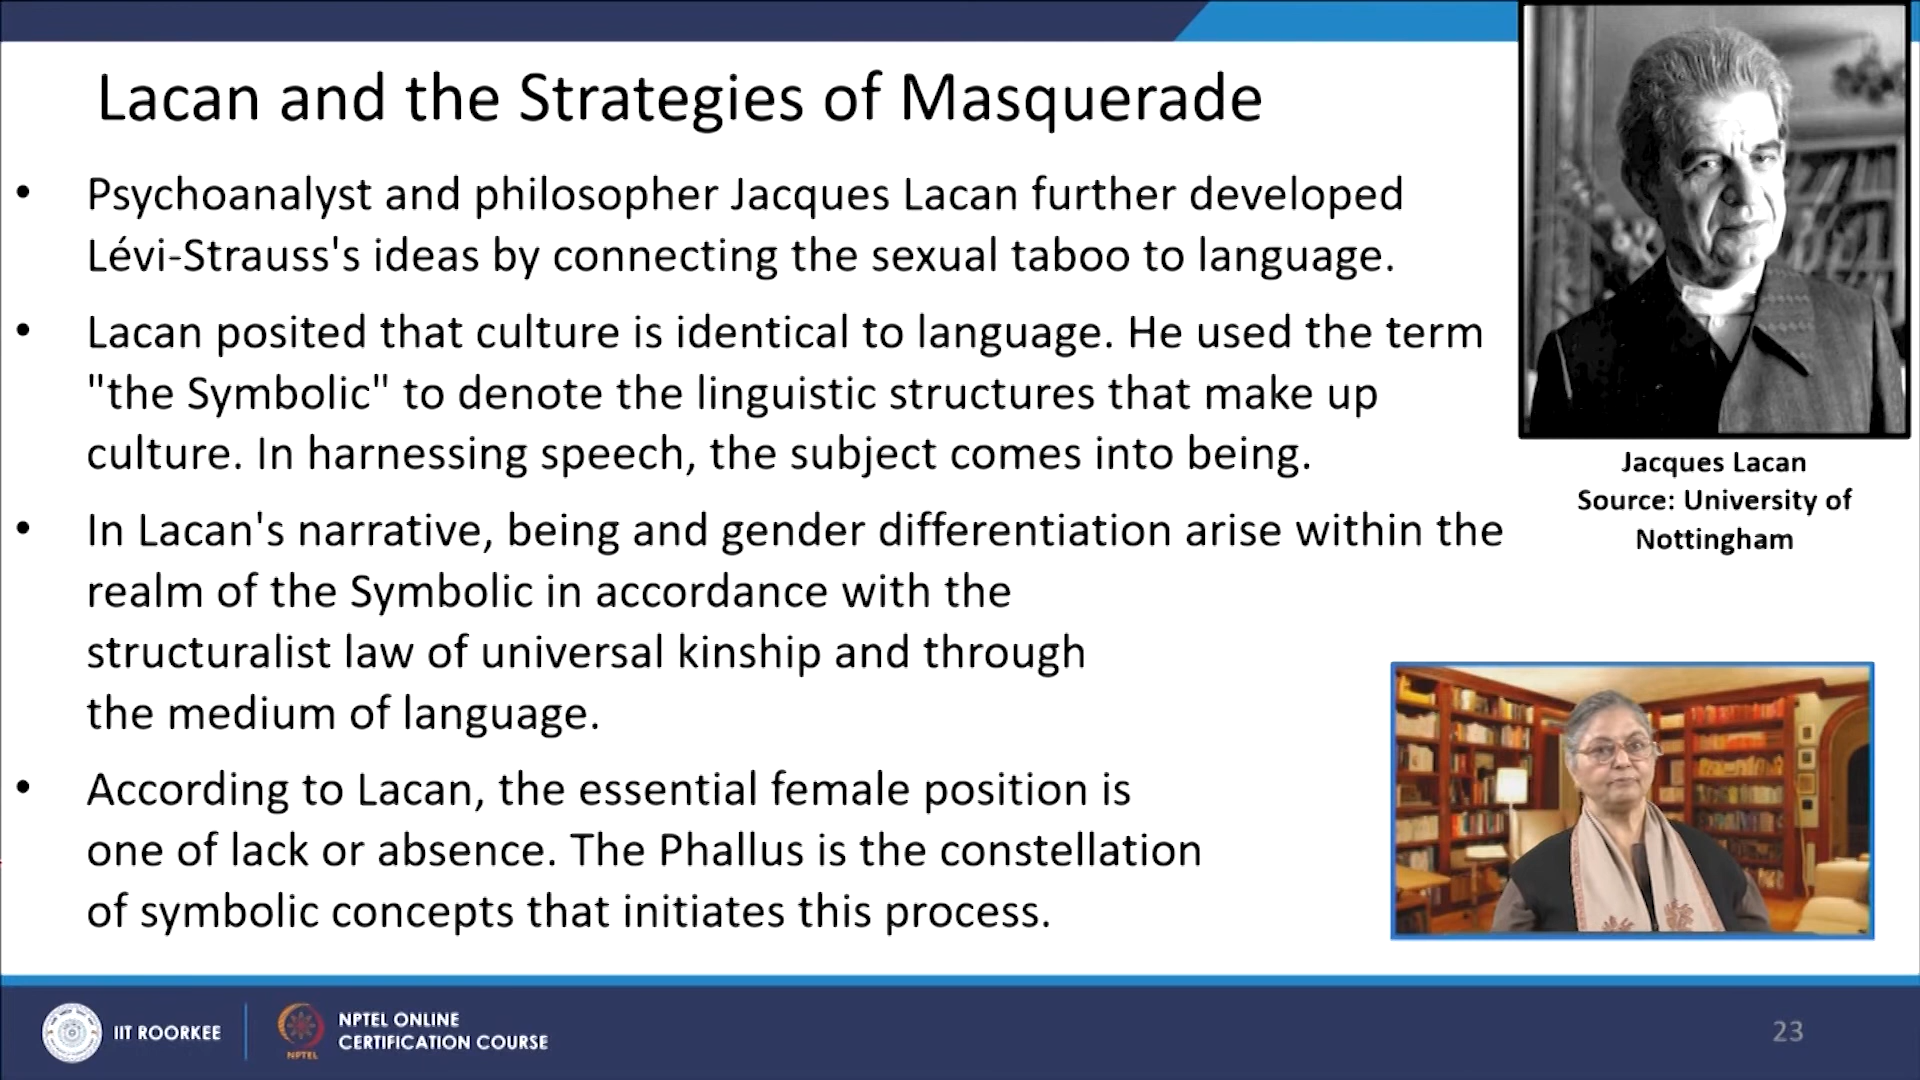 Lacan and the Strategies of Masquerade
• Psychoanalyst and philosopher Jacques Lacan further developed
Lévi-Strauss's ideas by connecting the sexual taboo to language.
• Lacan posited that culture is identical to language. He used the term
"the Symbolic" to denote the linguistic structures that make up
culture. In harnessing speech, the subject comes into being.
• In Lacan's narrative, being and gender differentiation arise within the
realm of the Symbolic in accordance with the
structuralist law of universal kinship and through
the medium of language.
• According to Lacan, the essential female position is
one of lack or absence. The Phallus is the constellation
of symbolic concepts that initiates this process.
Jacques Lacan
Source: University of
Nottingham
IIT ROORKEE
NPTEL
NPTEL ONLINE
CERTIFICATION COURSE
23